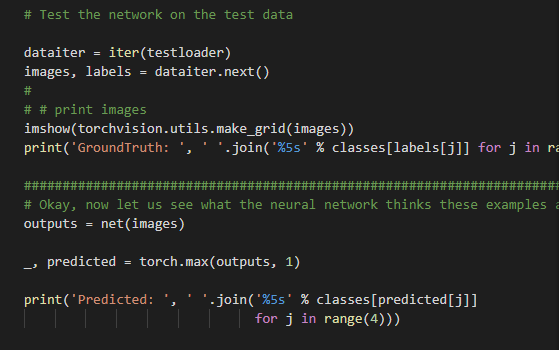 # Test the network on the test data
dataiter = iter(testloader)
images, labels = dataiter.next()
#
# # print images
imshow(torchvision.utils.make_grid(images))
print('GroundTruth: ', ' '.join('%5s' % classes[labels[j]] for j in ra
########################################################################
# Okay, now let us see what the neural network thinks these examples a
outputs = net(images)
_, predicted = torch.max(outputs, 1)
print('Predicted: ', ' '.join('%5s' % classes[predicted[j]]
for j in range(4)))